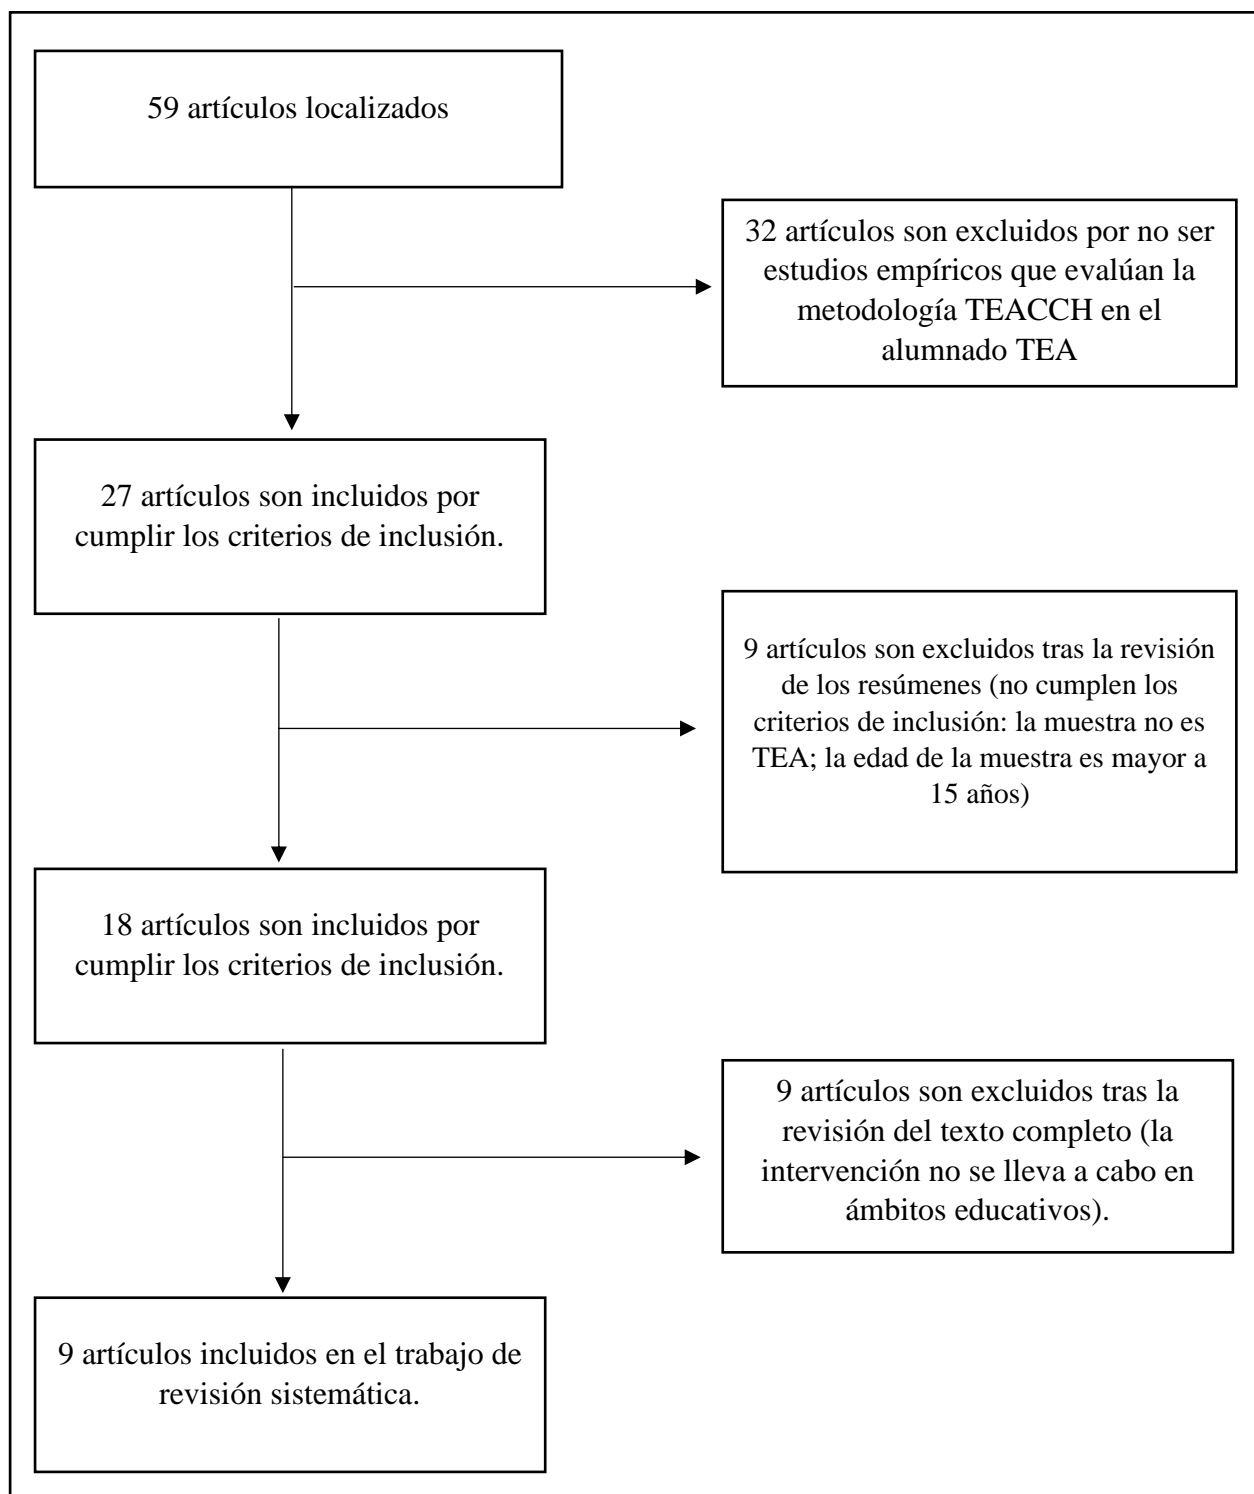 59 artículos localizados
32 artículos son excluidos por no ser
estudios empíricos que evalúan la
metodología TEACCH en el
alumnado TEA
27 artículos son incluidos por
cumplir los criterios de inclusión.
9 artículos son excluidos tras la revisión
de los resúmenes (no cumplen los
criterios de inclusión: la muestra no es
TEA; la edad de la muestra es mayor a
15 años)
18 artículos son incluidos por
cumplir los criterios de inclusión.
9 artículos son excluidos tras la
revisión del texto completo (la
intervención no se lleva a cabo en
ámbitos educativos).
9 artículos incluidos en el trabajo de
revisión sistemática.